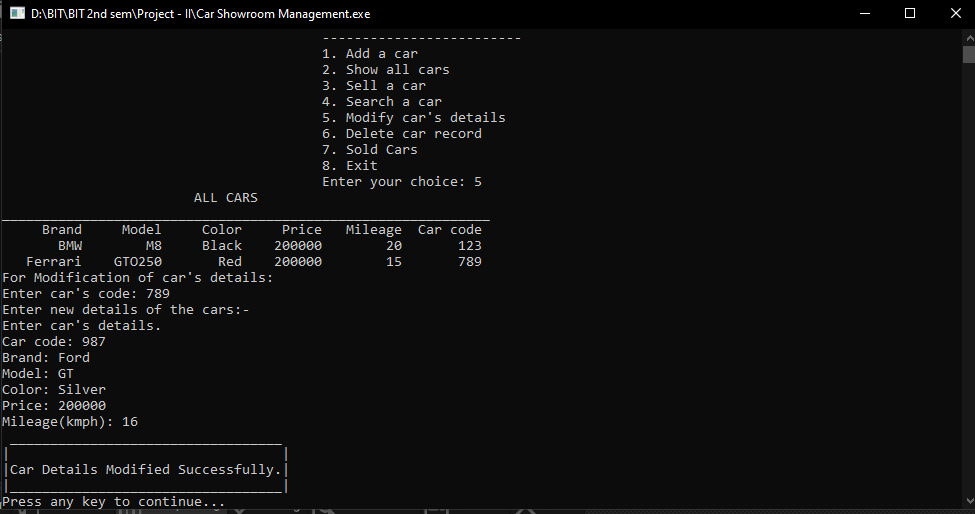 D:\BIT\BIT 2nd sem\Project - II\Car Showroom Management.exe
-------------------------
1. Add a car
2. Show all cars
3. Sell a car
4. Search a car
5. Modify car's details
6. Delete car record
7. Sold Cars
8. Exit
Enter your choice: 5
ALL CARS
Brand Model Color Price Mileage Car code
BMW M8 Black 200000 20 123
Ferrari GTO250 Red 200000 15 789
For Modification of car's details:
Enter car's code: 789
Enter new details of the cars:-
Enter car's details.
Car code: 987
Brand: Ford
Model: GT
Color: Silver
Price: 200000
Mileage(kmph): 16
|Car Details Modified Successfully.|
Press any key to continue...